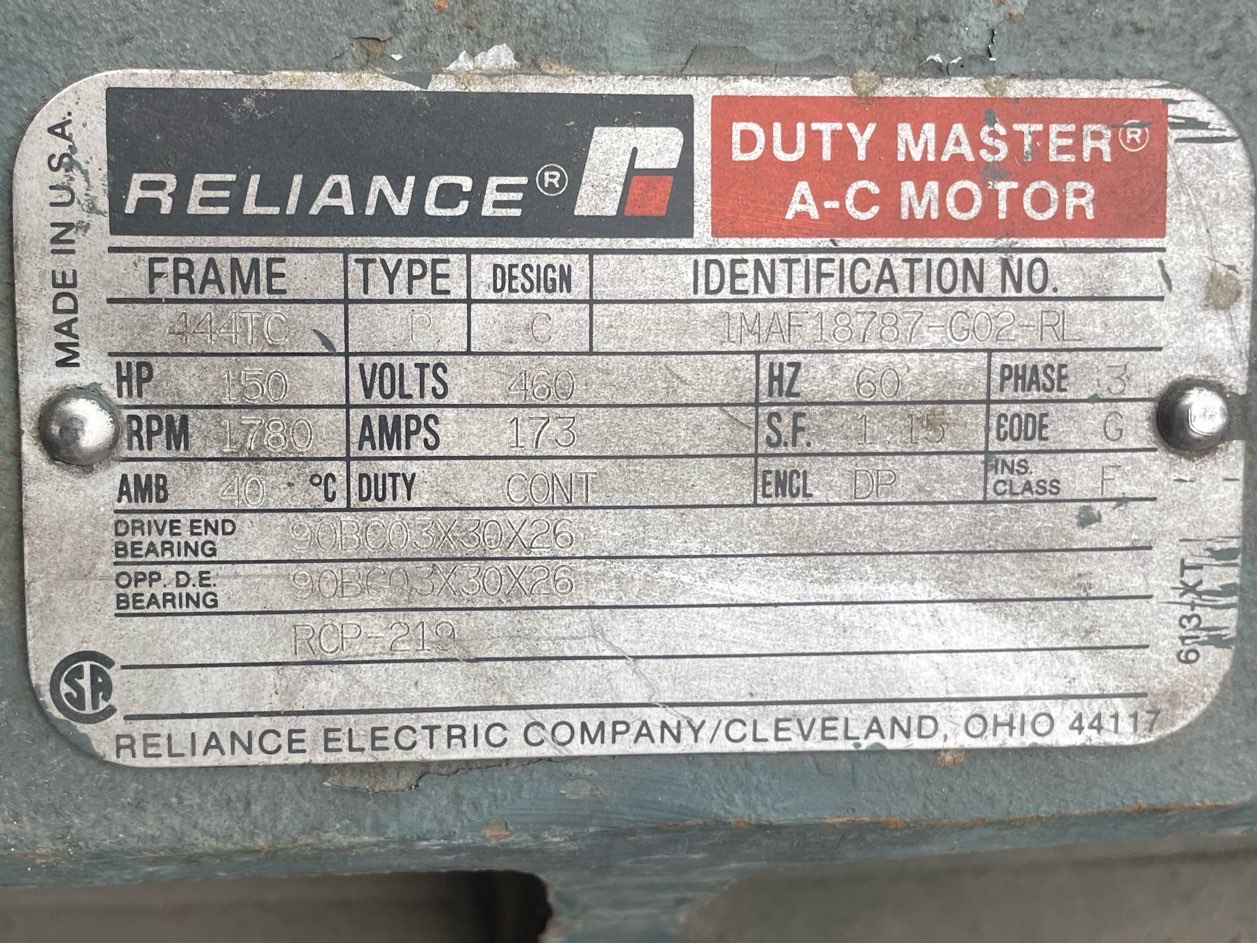 MADE IN U.S.A.
RELIANCE®
DUTY MASTER®
A-C MOTOR
FRAME TYPE DESIGN IDENTIFICATION NO.
444TC P C 1MAF18787-G02-RL
HP 150 VOLTS 460 HZ 60 PHASE 3
RPM 1780 AMPS 173 S.F. 1.15 CODE G
AMB 40 °C DUTY CONT ENCL DP INS. CLASS F
DRIVE END BEARING 90BC03X30X26
OPP. D.E. BEARING 90BC03X30X26
RCP-219
SA
RELIANCE ELECTRIC COMPANY/CLEVELAND, OHIO 44117
613-XT